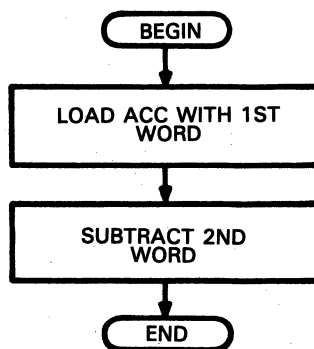 BEGIN
LOAD ACC WITH 1ST
WORD
SUBTRACT 2ND
WORD
END